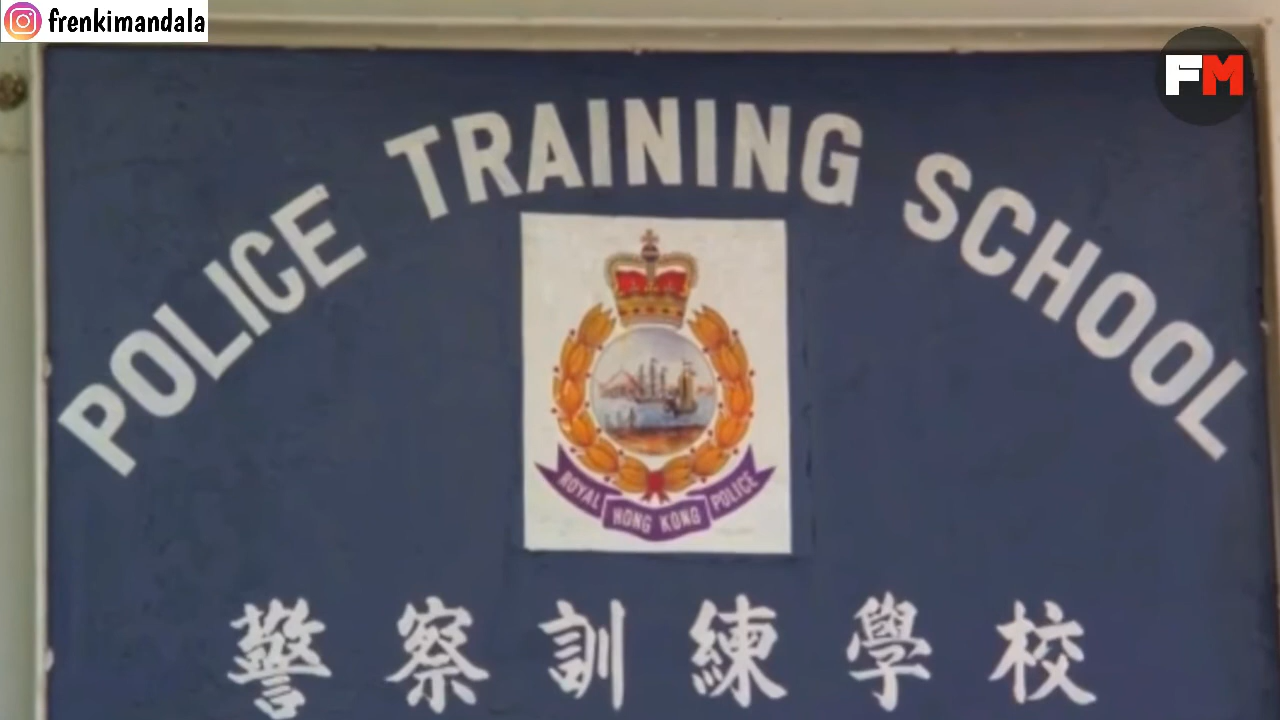 frenkimandala
FM
POLICE TRAINING SCHOOL
ROYAL HONG KONG POLICE
警察訓練學校